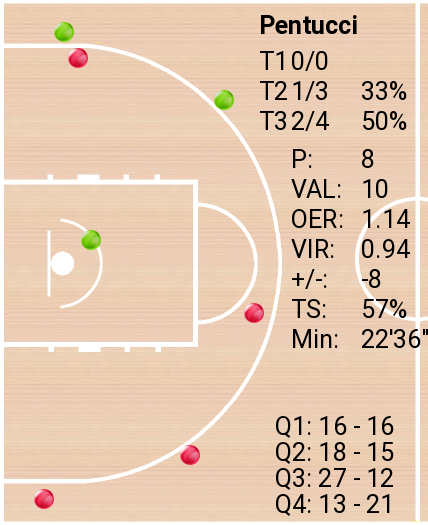 Pentucci
T1 0/0
T2 1/3 33%
T3 2/4 50%
P: 8
VAL: 10
OER: 1.14
VIR: 0.94
+/-: -8
TS: 57%
Min: 22'36"
Q1: 16 - 16
Q2: 18 - 15
Q3: 27 - 12
Q4: 13 - 21